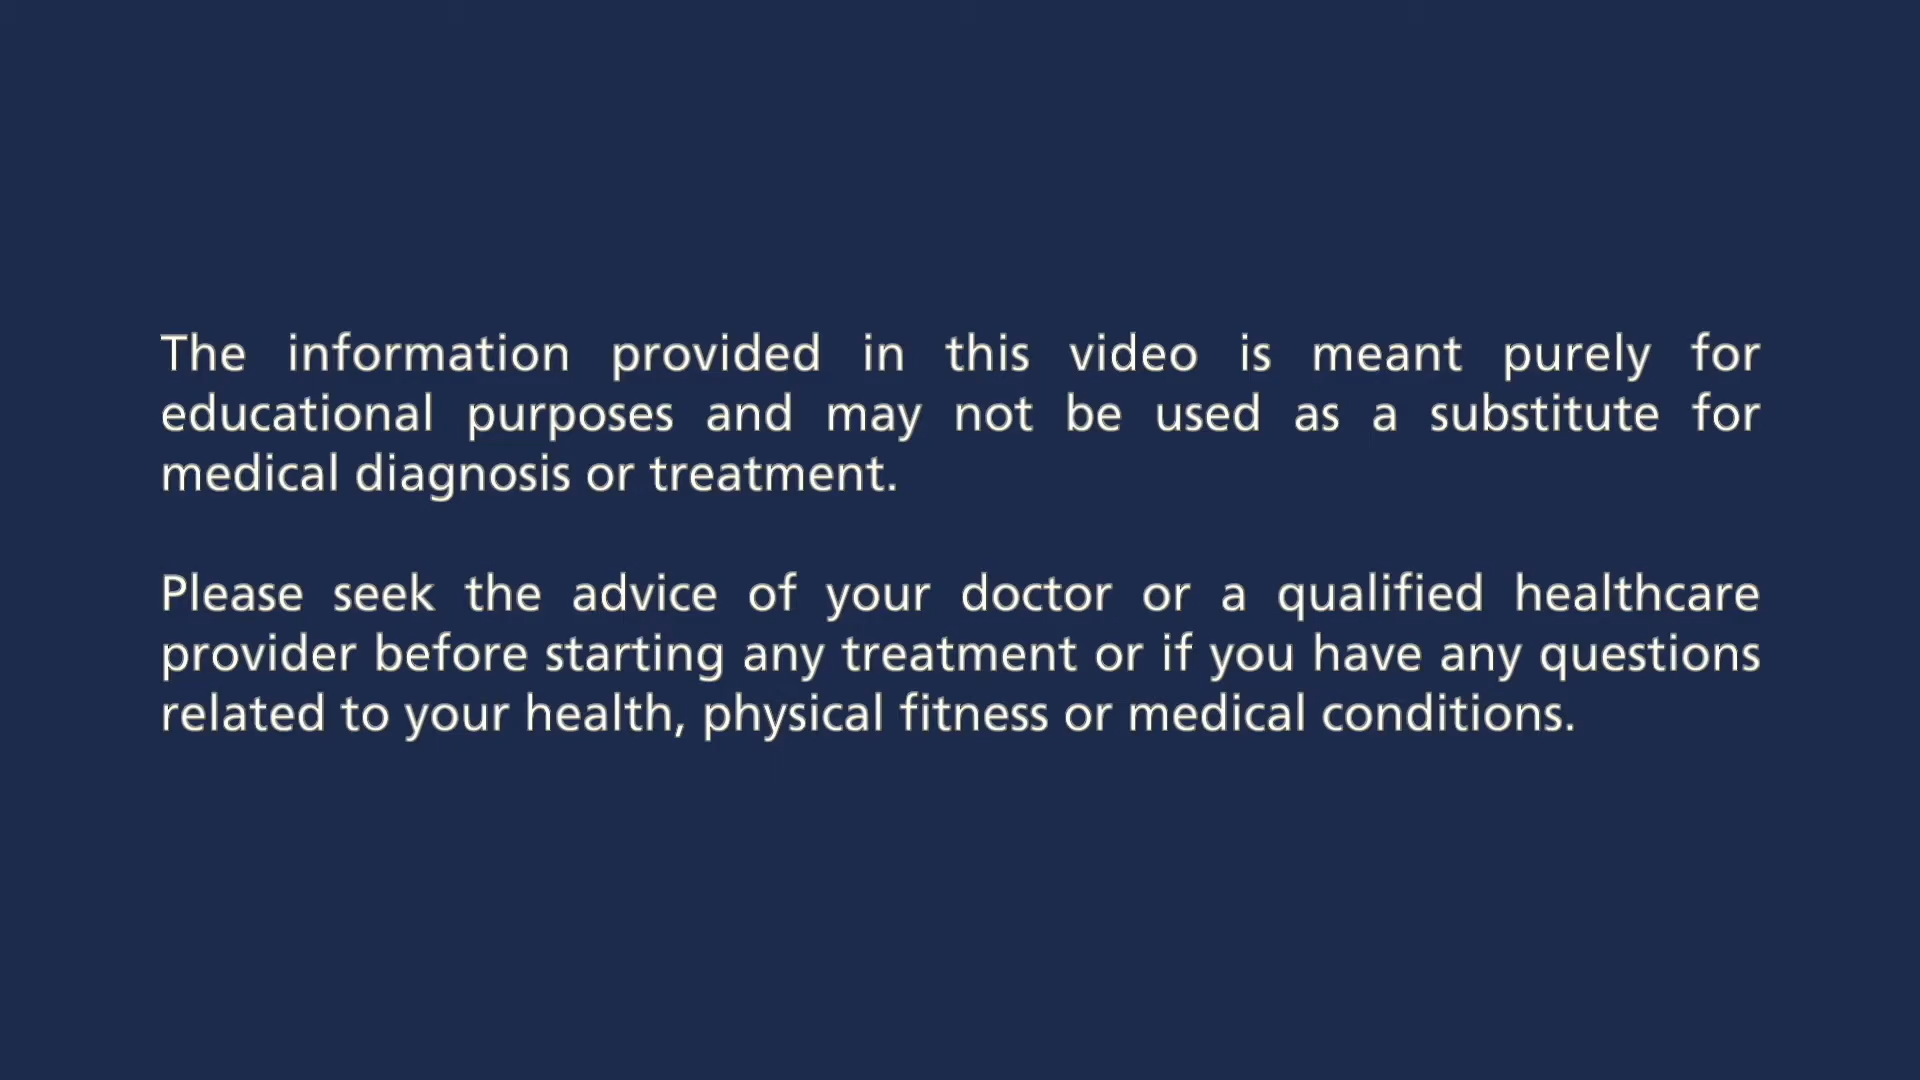 The information provided in this video is meant purely for
educational purposes and may not be used as a substitute for
medical diagnosis or treatment.
Please seek the advice of your doctor or a qualified healthcare
provider before starting any treatment or if you have any questions
related to your health, physical fitness or medical conditions.